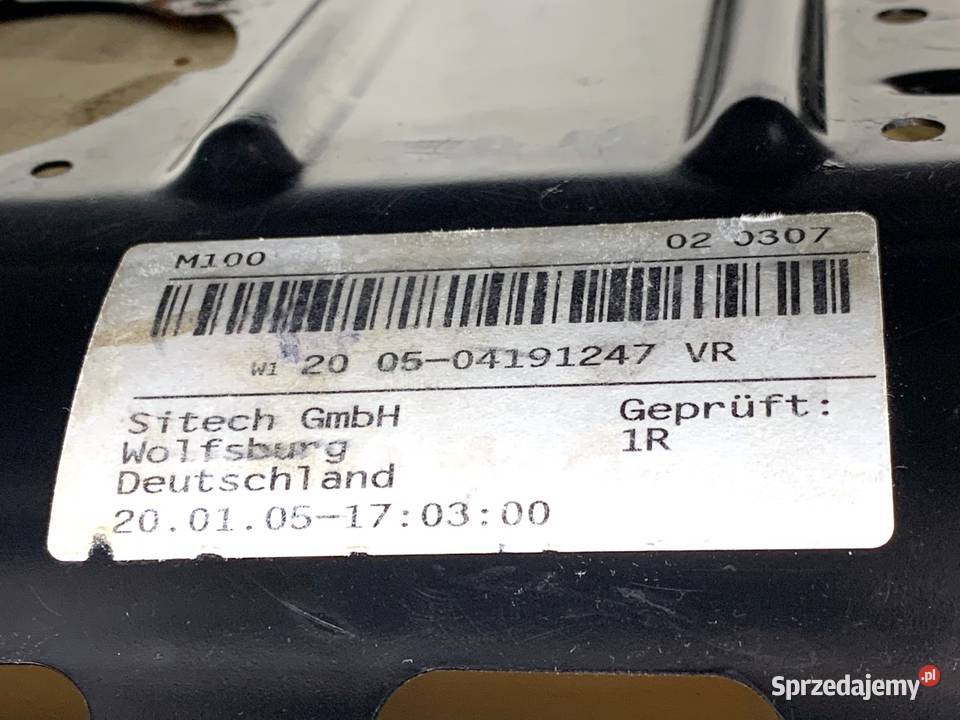 M100 02 0307
W1 20 05-04191247 VR
Sitech GmbH Geprüft:
Wolfsburg 1R
Deutschland
20.01.05-17:03:00
Sprzedajemy.pl